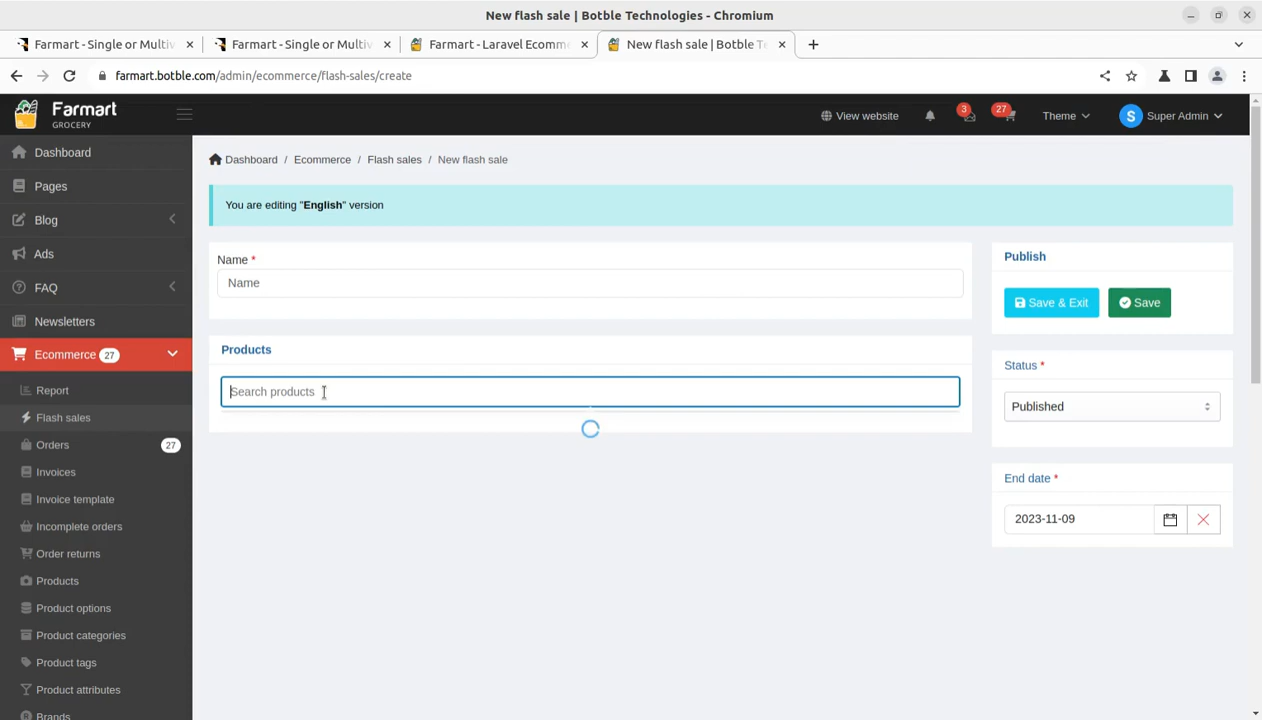 New flash sale | Botble Technologies - Chromium
Farmart - Single or Multiv
Farmart - Single or Multiv
Farmart - Laravel Ecomm
New flash sale | Botble Te
farmart.botble.com/admin/ecommerce/flash-sales/create
Farmart
GROCERY
View website
3
27
Theme
S
Super Admin
Dashboard
Pages
Blog
Ads
FAQ
Newsletters
Ecommerce 27
Report
Flash sales
Orders 27
Invoices
Invoice template
Incomplete orders
Order returns
Products
Product options
Product categories
Product tags
Product attributes
Brands
Dashboard / Ecommerce / Flash sales / New flash sale
You are editing "English" version
Name *
Name
Products
Search products
Publish
Save & Exit
Save
Status *
Published
End date *
2023-11-09